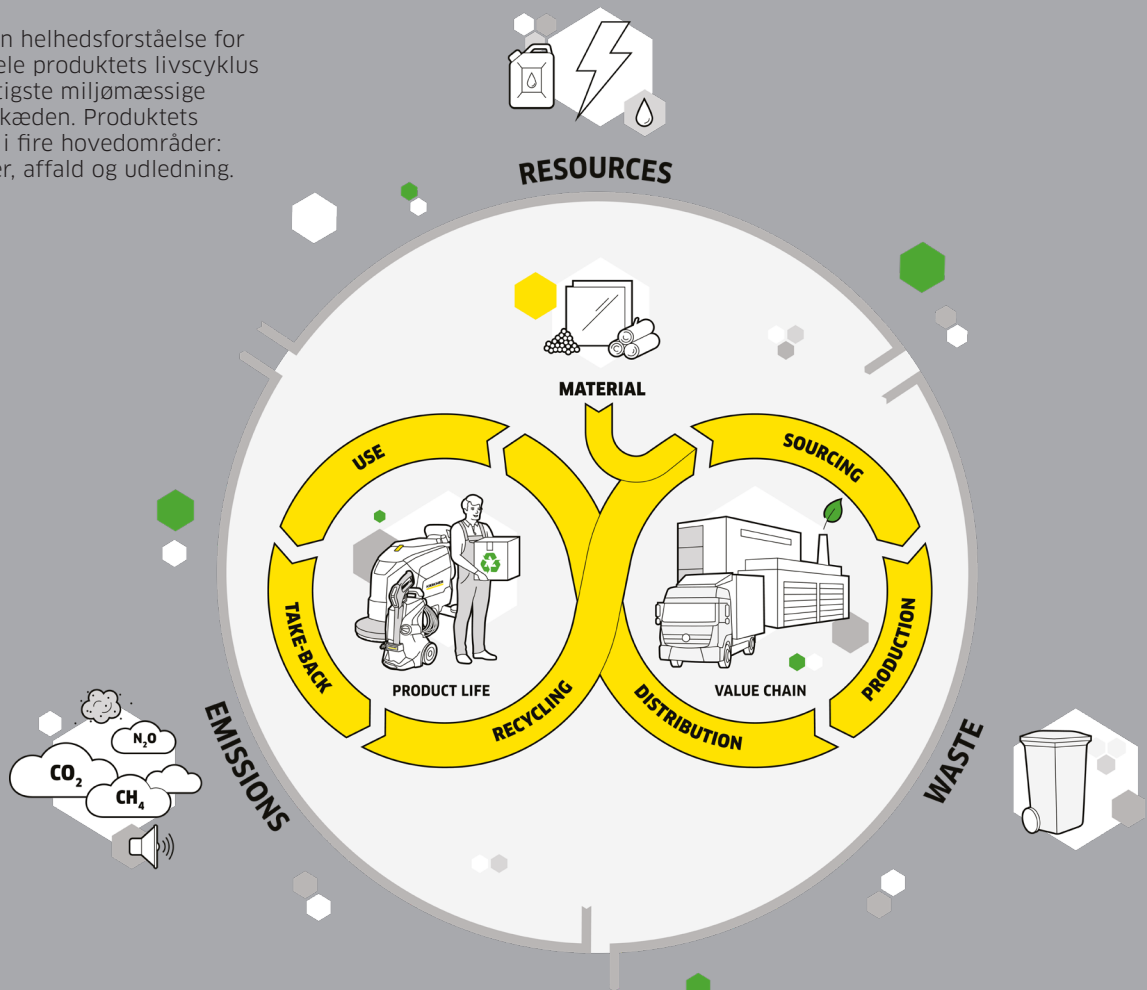 n helhedsforståelse for
ele produktets livscyklus
tigste miljømæssige
kæden. Produktets
i fire hovedområder:
er, affald og udledning.
RESOURCES
MATERIAL
USE
SOURCING
TAKE-BACK
PRODUCTION
PRODUCT LIFE
VALUE CHAIN
RECYCLING
DISTRIBUTION
EMISSIONS
WASTE
N₂O
CO₂
CH₄
KÄRCHER